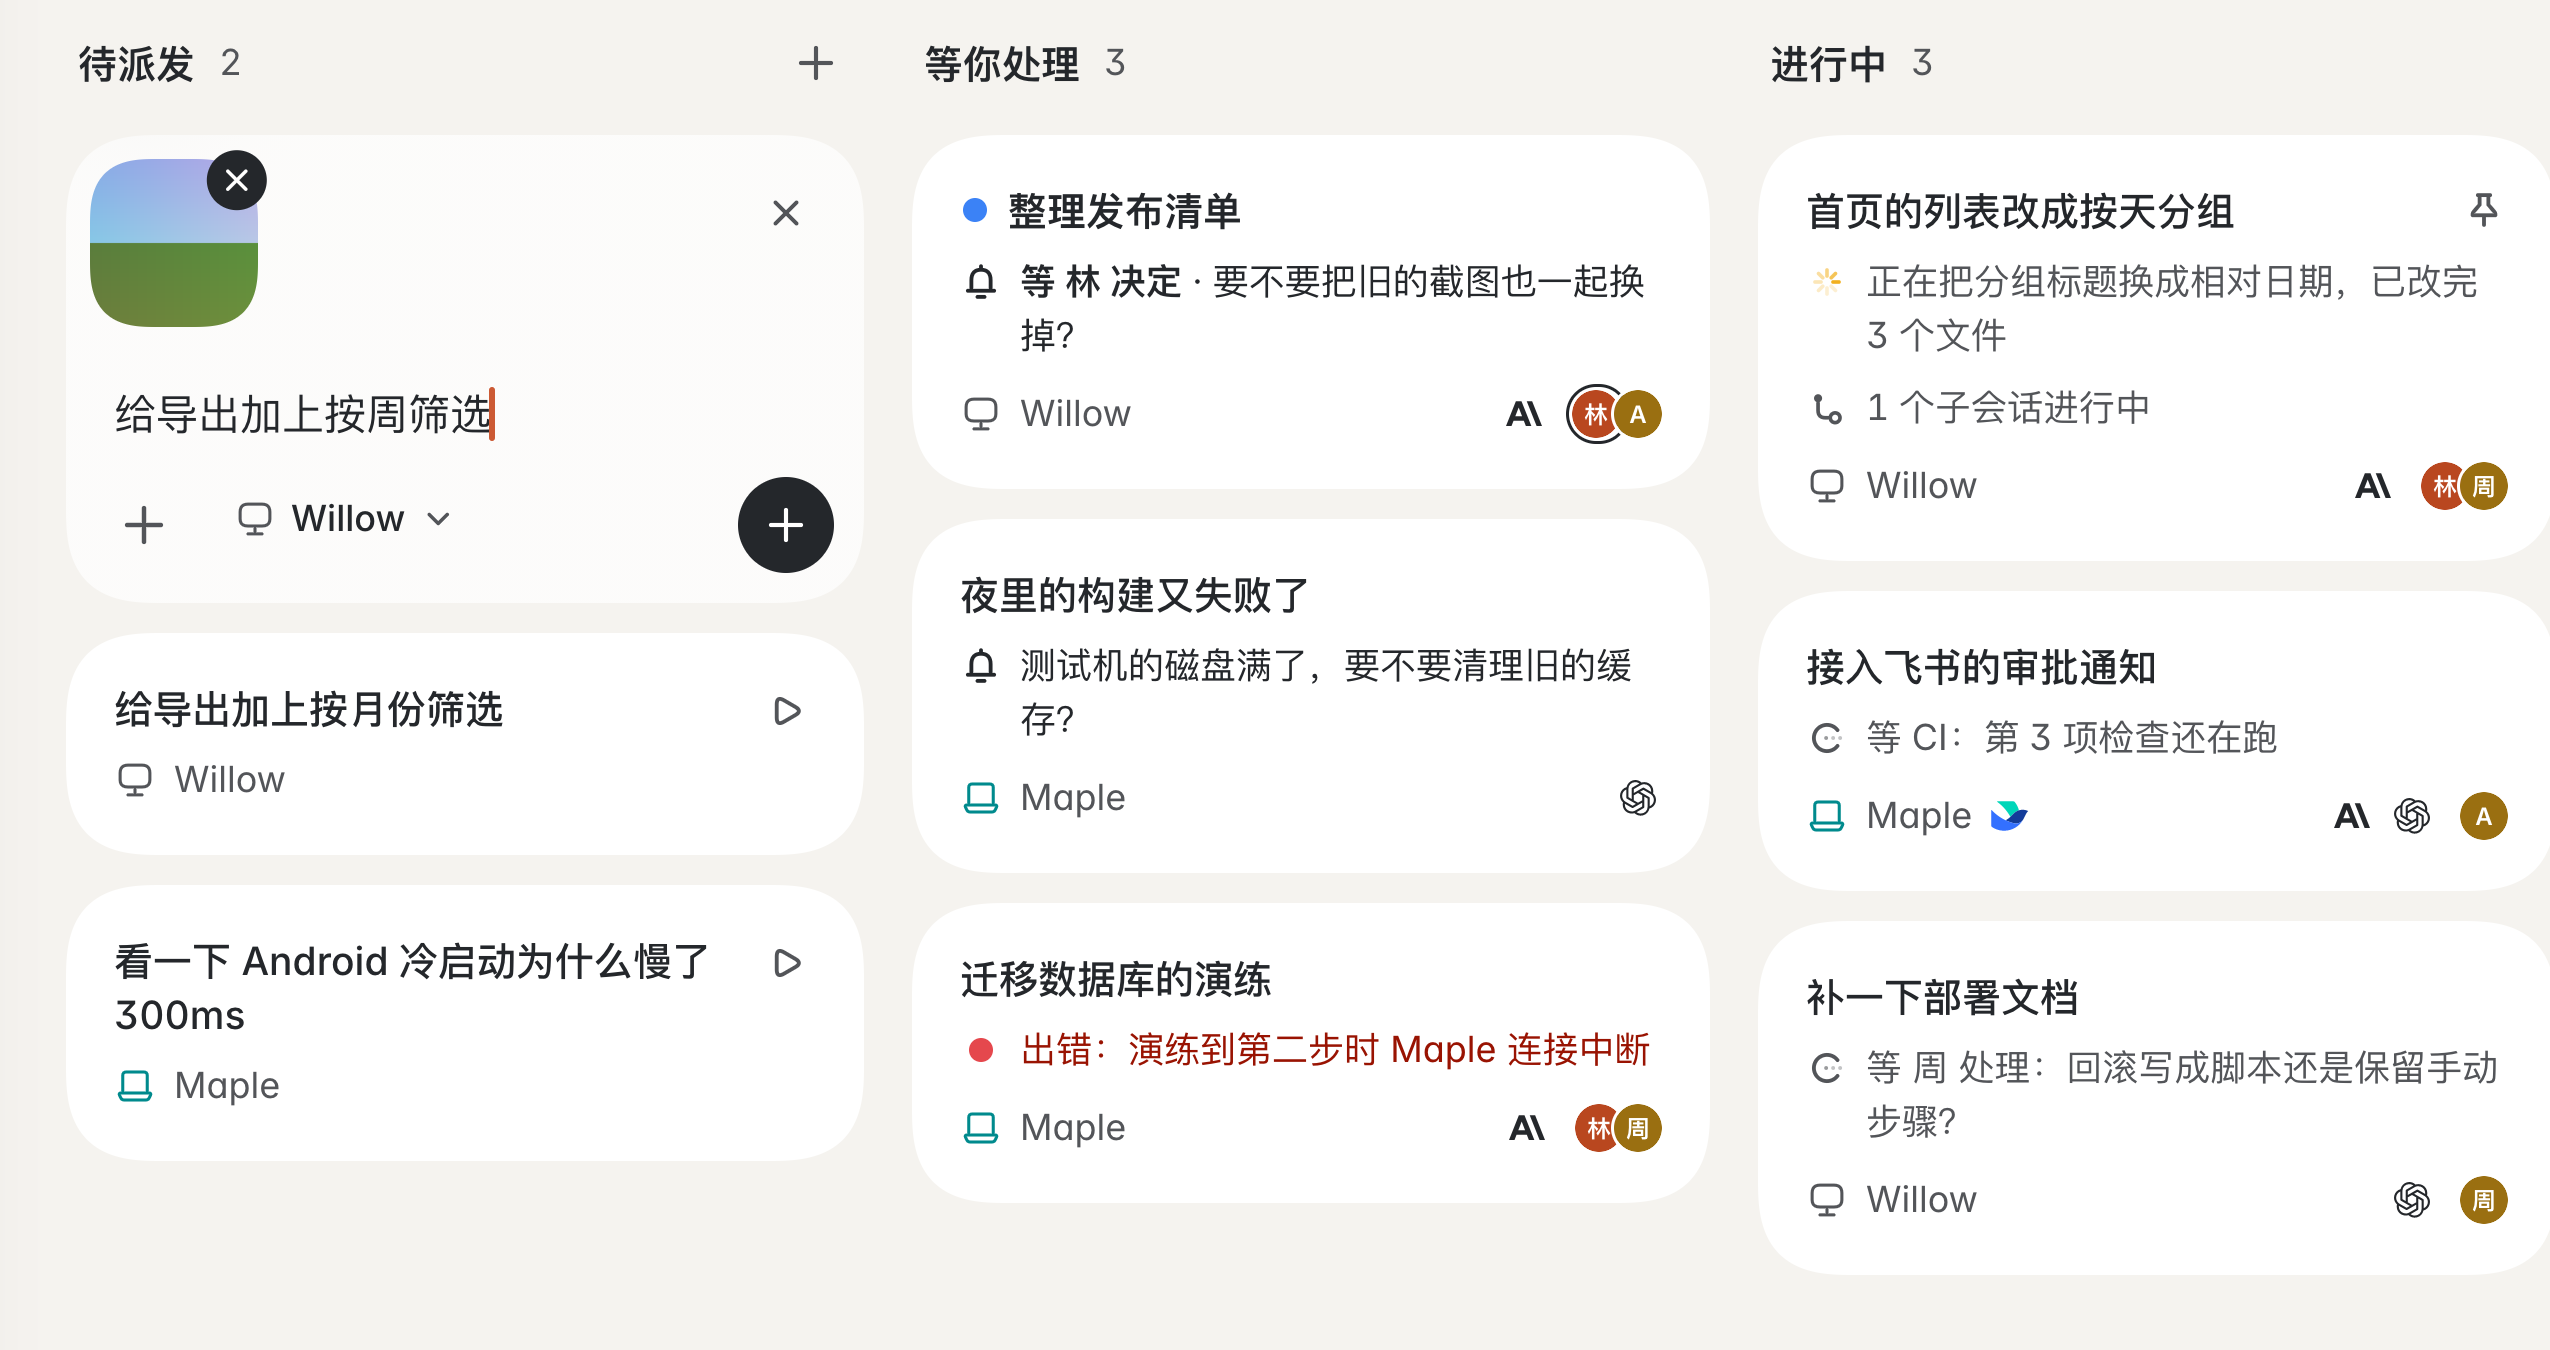 待派发 2
给导出加上按周筛选
Willow
给导出加上按月份筛选
Willow
看一下 Android 冷启动为什么慢了
300ms
Maple
等你处理 3
整理发布清单
等 林 决定 · 要不要把旧的截图也一起换
掉?
Willow
林 A
夜里的构建又失败了
测试机的磁盘满了，要不要清理旧的缓
存?
Maple
迁移数据库的演练
出错：演练到第二步时 Maple 连接中断
Maple
林 周
进行中 3
首页的列表改成按天分组
正在把分组标题换成相对日期，已改完
3 个文件
1 个子会话进行中
Willow
林 周
接入飞书的审批通知
等 CI：第 3 项检查还在跑
Maple
A
补一下部署文档
等 周 处理：回滚写成脚本还是保留手动
步骤?
Willow
周